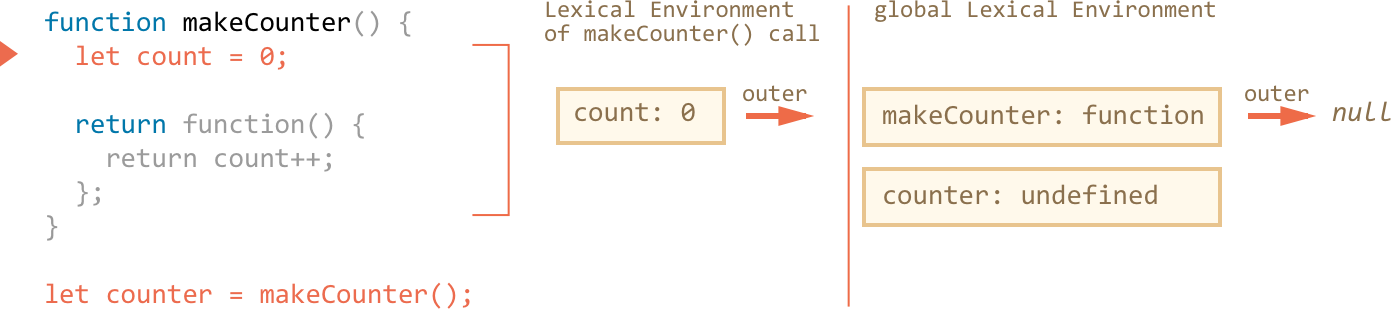 function makeCounter() {
  let count = 0;

  return function() {
    return count++;
  };
}

let counter = makeCounter();
Lexical Environment
of makeCounter() call
count: 0
outer
global Lexical Environment
makeCounter: function
counter: undefined
outer
null